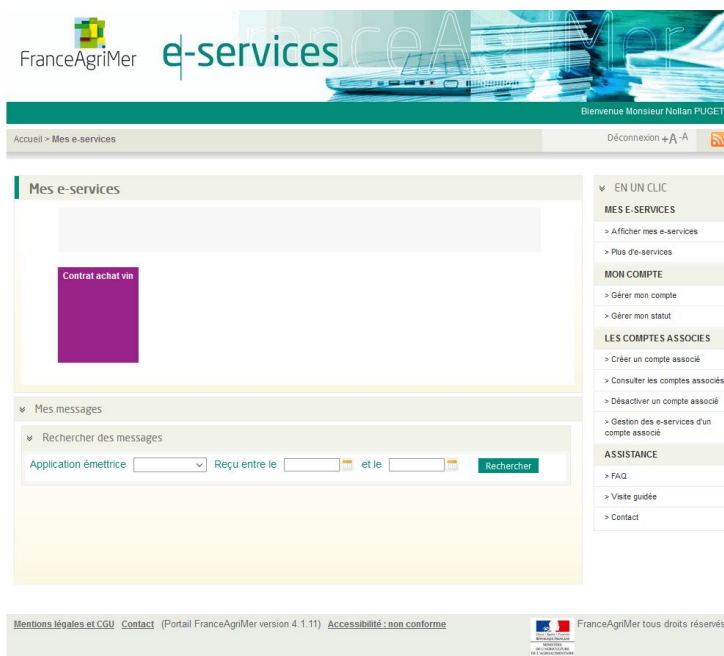 FranceAgriMer
e-services
FranceAgriMer
Bienvenue Monsieur Nollan PUGET
Accueil > Mes e-services
Déconnexion +A -A
Mes e-services
Contrat achat vin
Mes messages
Rechercher des messages
Application émettrice Reçu entre le et le Rechercher
EN UN CLIC
MES E-SERVICES
> Afficher mes e-services
> Plus d'e-services
MON COMPTE
> Gérer mon compte
> Gérer mon statut
LES COMPTES ASSOCIES
> Créer un compte associé
> Consulter les comptes associés
> Désactiver un compte associé
> Gestion des e-services d'un
compte associé
ASSISTANCE
> FAQ
> Visite guidée
> Contact
Mentions légales et CGU Contact (Portail FranceAgriMer version 4.1.11) Accessibilité : non conforme
FranceAgriMer tous droits réservés